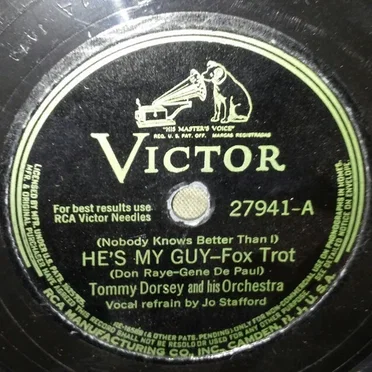 "HIS MASTER'S VOICE"
REG. U. S. PAT. OFF. MARCAS REGISTRADAS
VICTOR
For best results use
RCA Victor Needles
27941-A
(Nobody Knows Better Than I)
HE'S MY GUY—Fox Trot
(Don Raye-Gene De Paul)
Tommy Dorsey and his Orchestra
Vocal refrain by Jo Stafford
RCA MANUFACTURING CO., INC., CAMDEN, N. J., U. S. A.